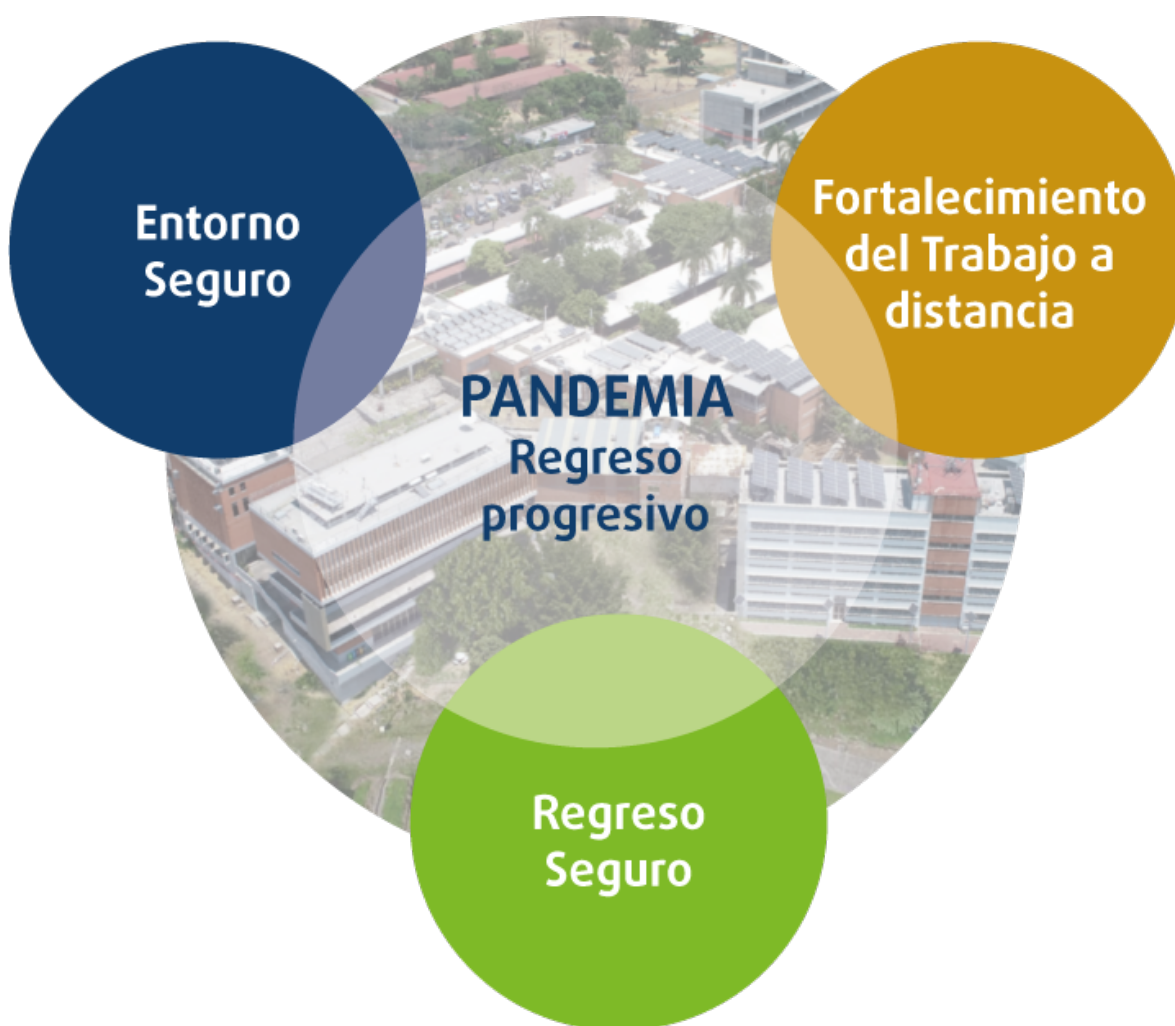 Entorno
Seguro
Fortalecimiento
del Trabajo a
distancia
PANDEMIA
Regreso
progresivo
Regreso
Seguro